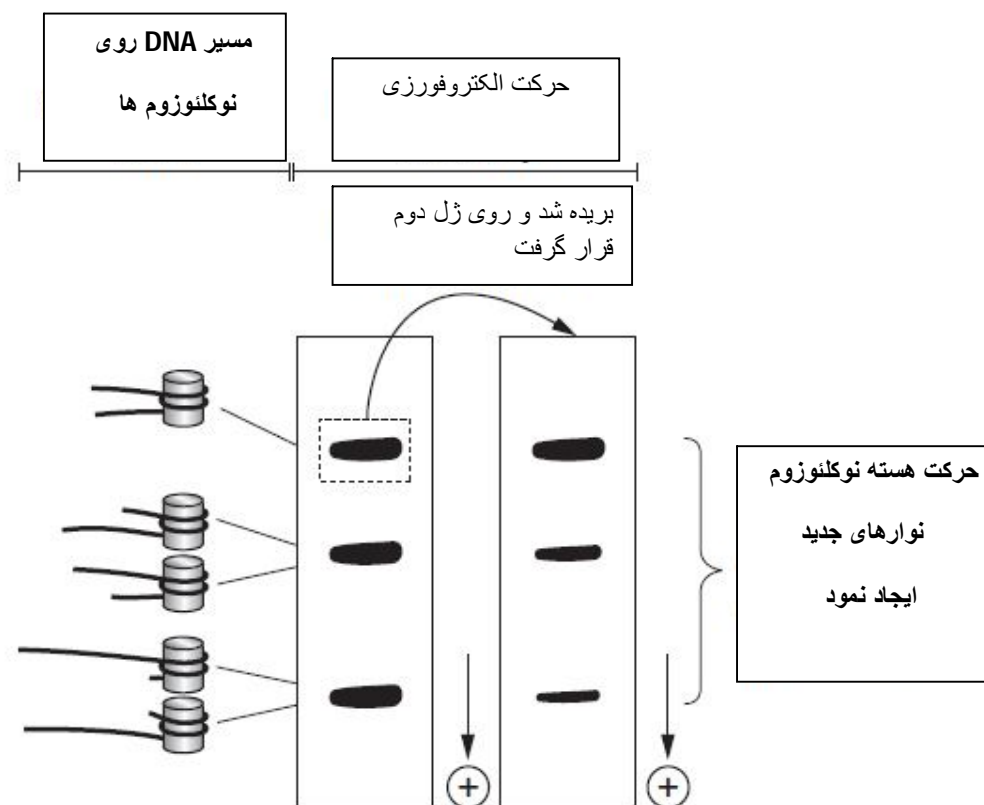 مسیر DNA روی
نوکلئوزوم ها
حرکت الکتروفورزی
بریده شد و روی ژل دوم
قرار گرفت
حرکت هسته نوکلئوزوم
نوارهای جدید
ایجاد نمود
+
+